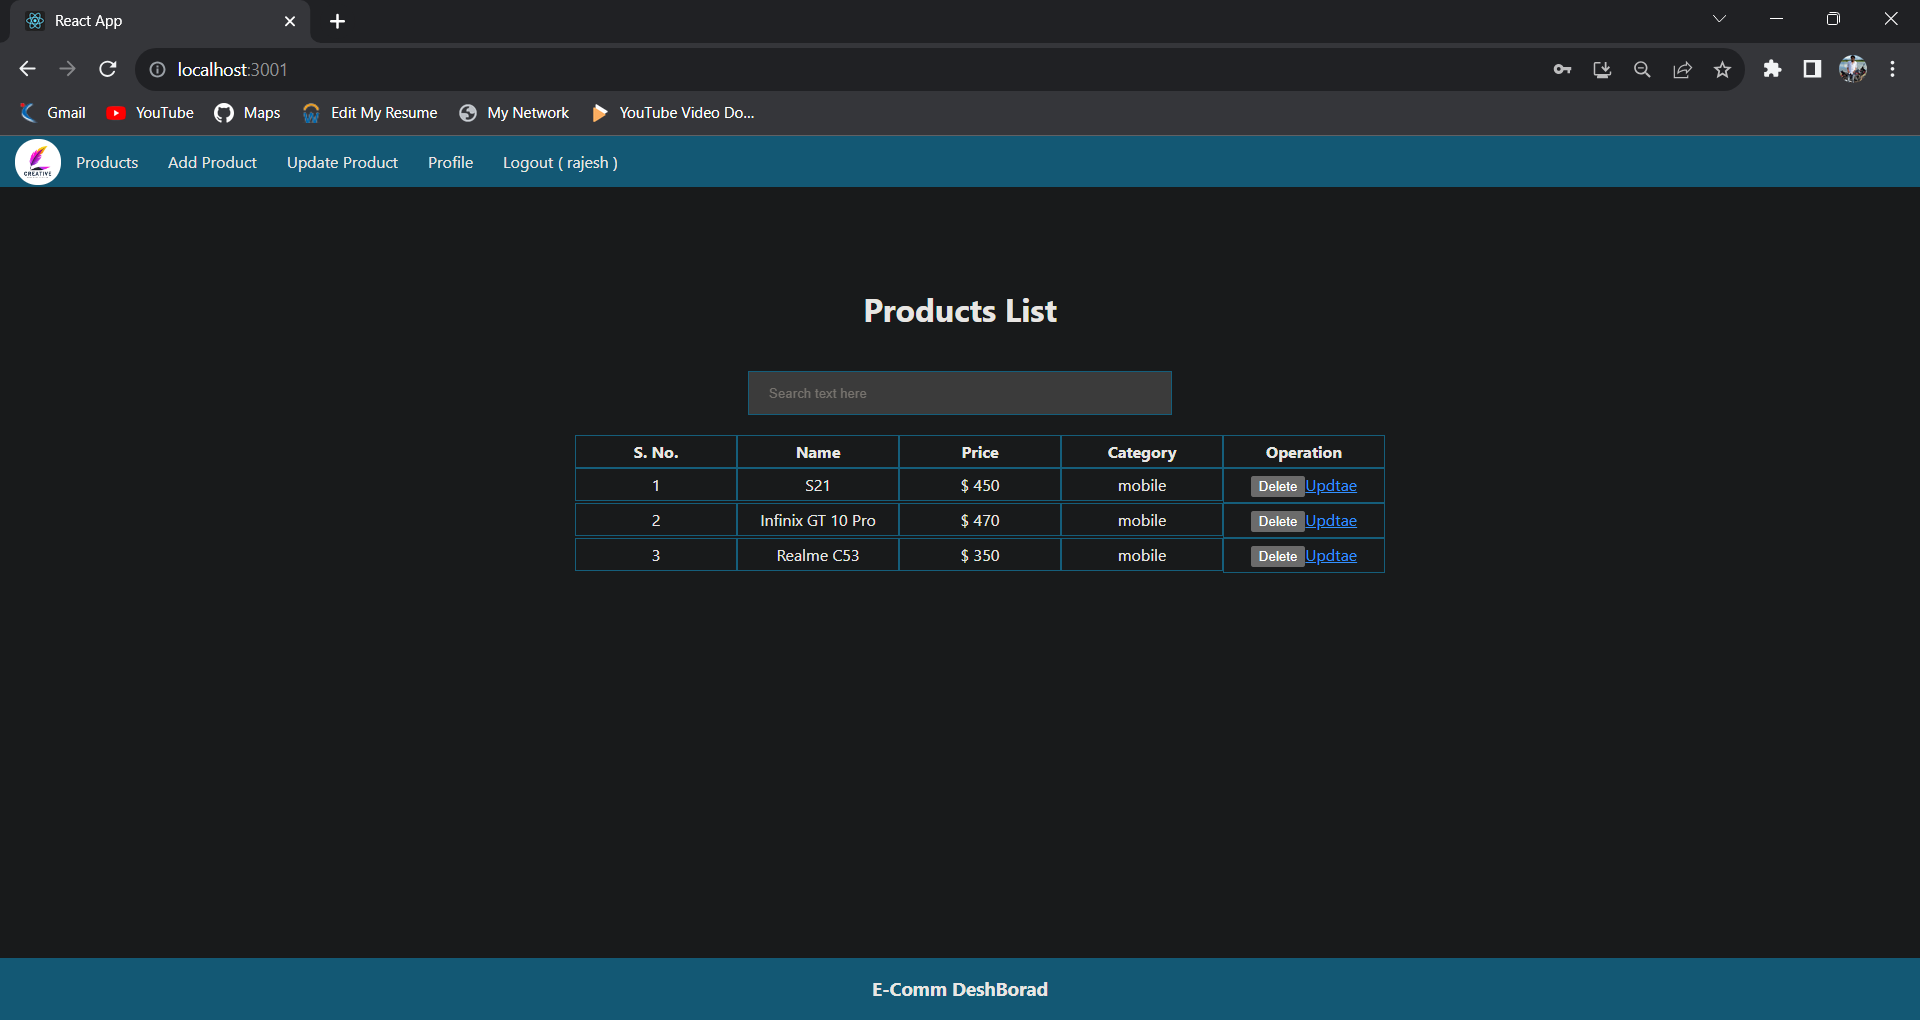 React App
localhost:3001
Gmail YouTube Maps Edit My Resume My Network YouTube Video Do...
CREATIVE Products Add Product Update Product Profile Logout ( rajesh )
Products List
Search text here
S. No. Name Price Category Operation
1 S21 $ 450 mobile Delete Updtae
2 Infinix GT 10 Pro $ 470 mobile Delete Updtae
3 Realme C53 $ 350 mobile Delete Updtae
E-Comm DeshBorad